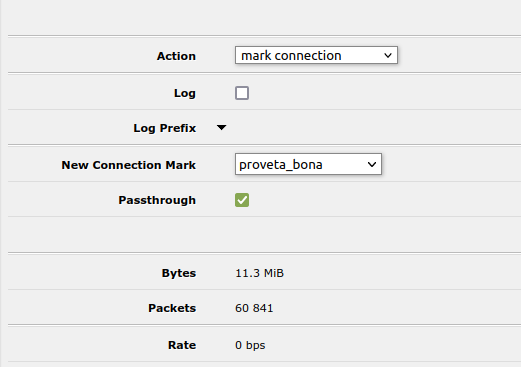 Action mark connection
Log
Log Prefix
New Connection Mark proveta_bona
Passthrough
Bytes 11.3 MiB
Packets 60 841
Rate 0 bps